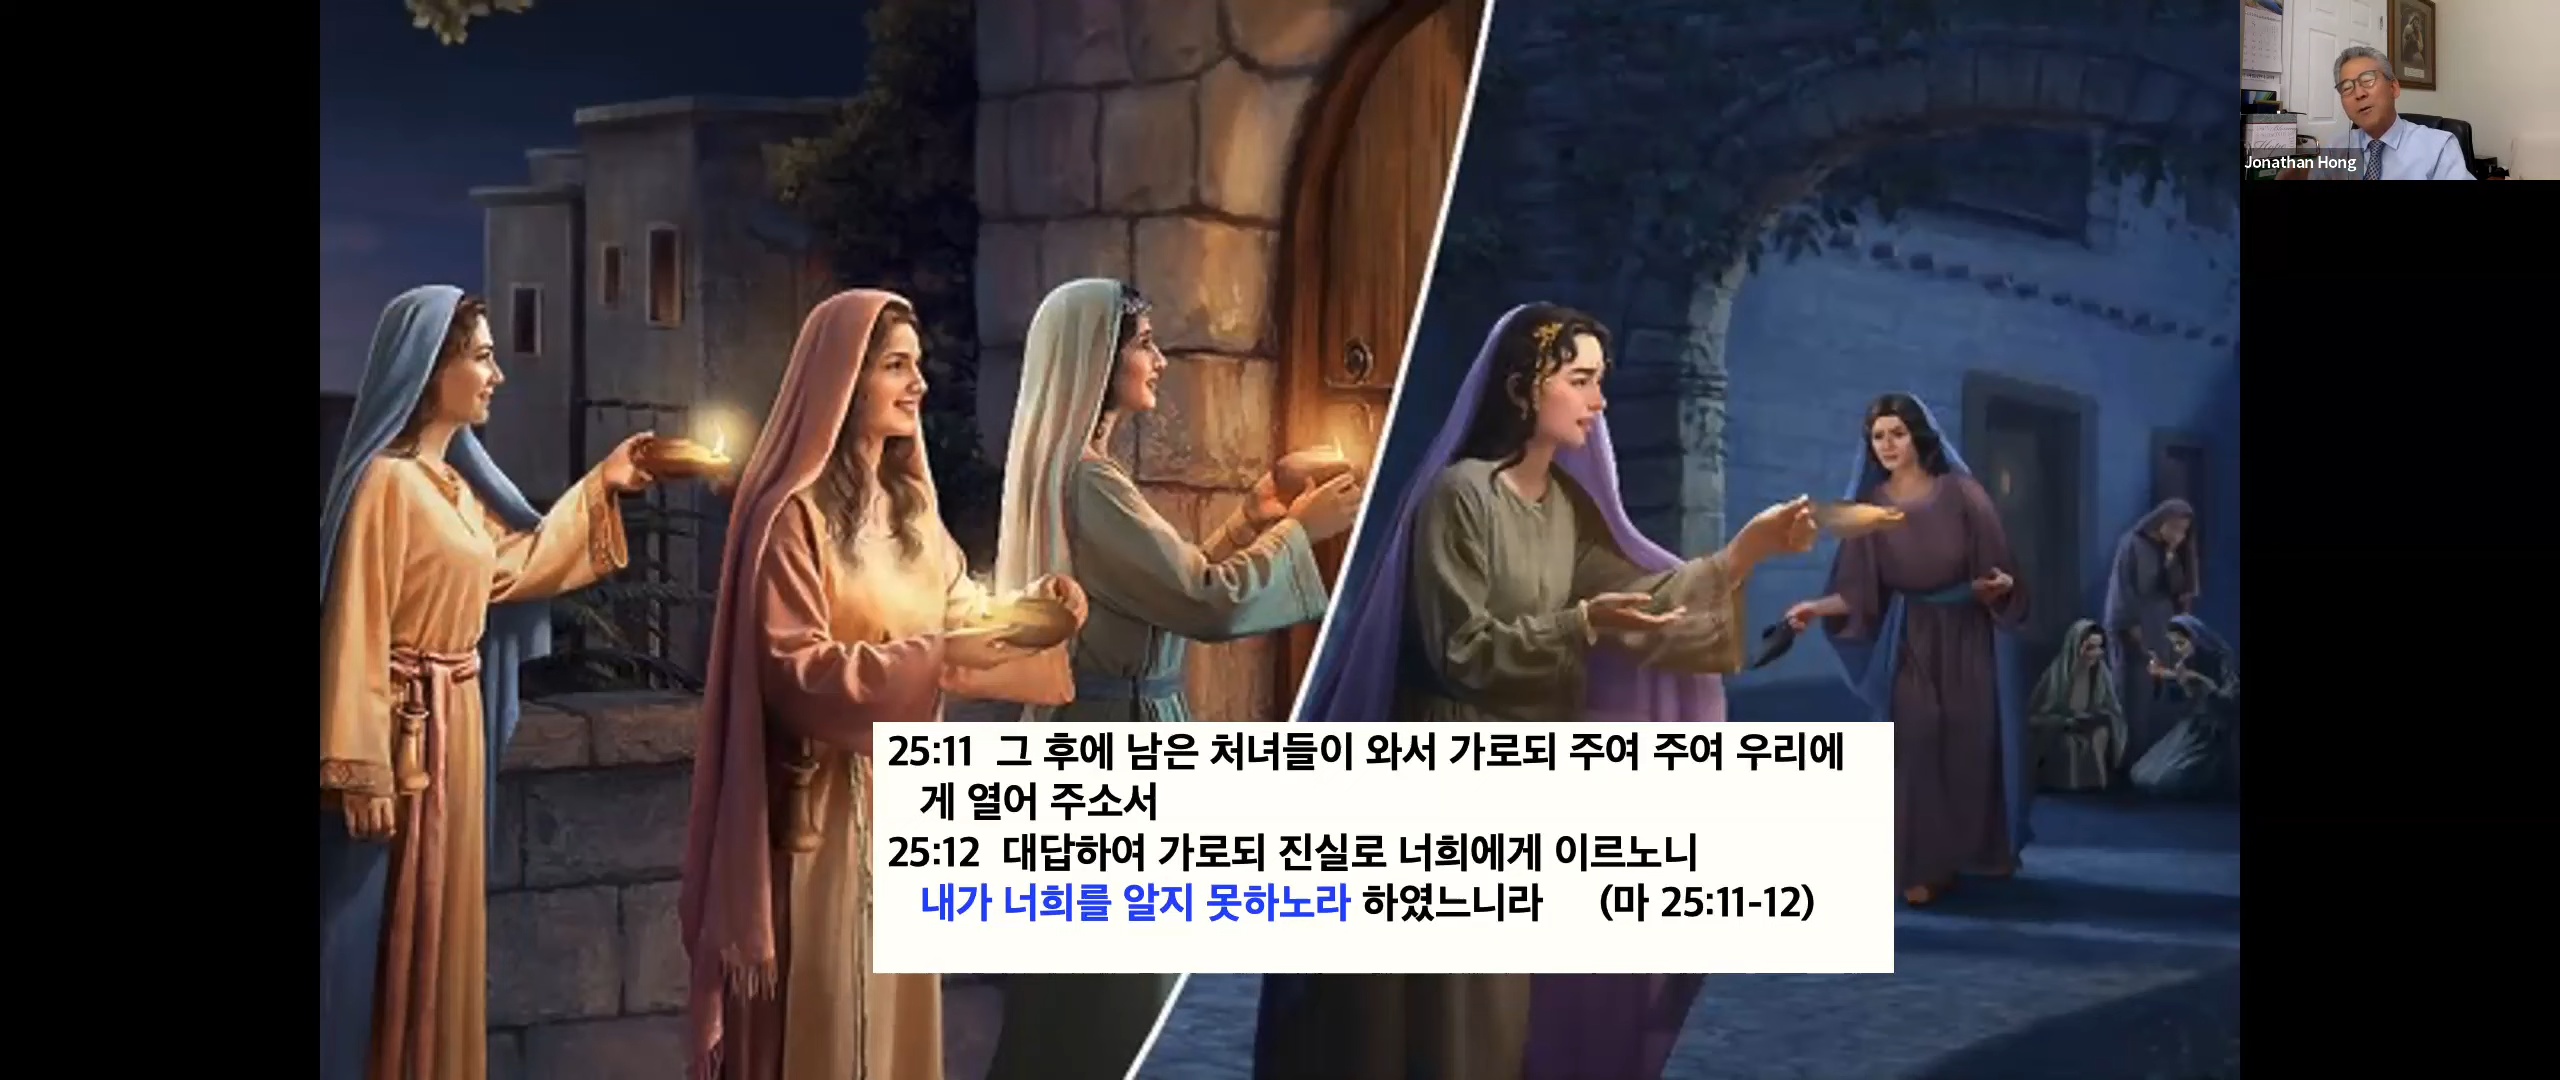 Jonathan Hong
25:11 그 후에 남은 처녀들이 와서 가로되 주여 주여 우리에
게 열어 주소서
25:12 대답하여 가로되 진실로 너희에게 이르노니
내가 너희를 알지 못하노라 하였느니라 (마 25:11-12)